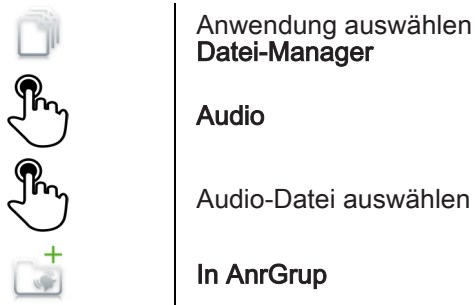 Anwendung auswählen
Datei-Manager
Audio
Audio-Datei auswählen
In AnrGrup